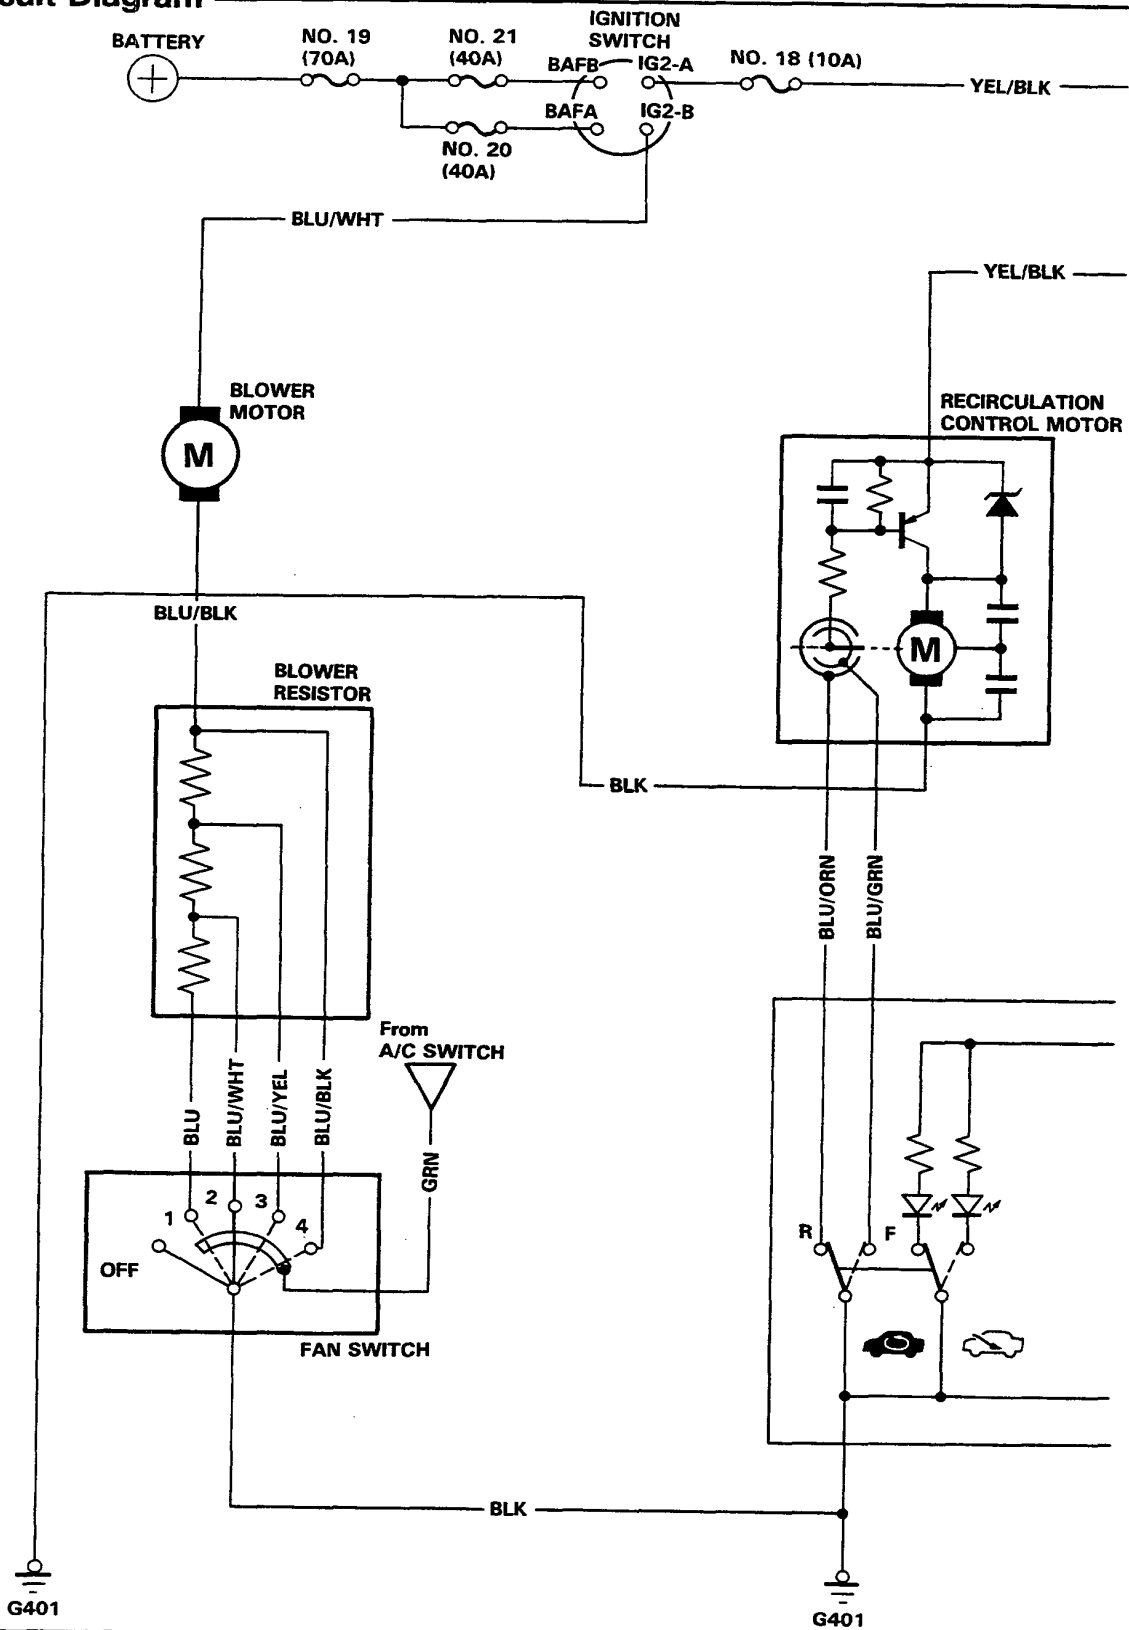 Diagram
BATTERY
NO. 19
(70A)
NO. 21
(40A)
IGNITION
SWITCH
BAFB
IG2-A
NO. 18 (10A)
YEL/BLK
BAFA
IG2-B
NO. 20
(40A)
BLU/WHT
YEL/BLK
BLOWER
MOTOR
M
RECIRCULATION
CONTROL MOTOR
M
BLU/BLK
BLOWER
RESISTOR
BLK
BLU/ORN
BLU/GRN
From
A/C SWITCH
BLU
BLU/WHT
BLU/YEL
BLU/BLK
GRN
1
2
3
4
OFF
FAN SWITCH
R
F
BLK
G401
G401